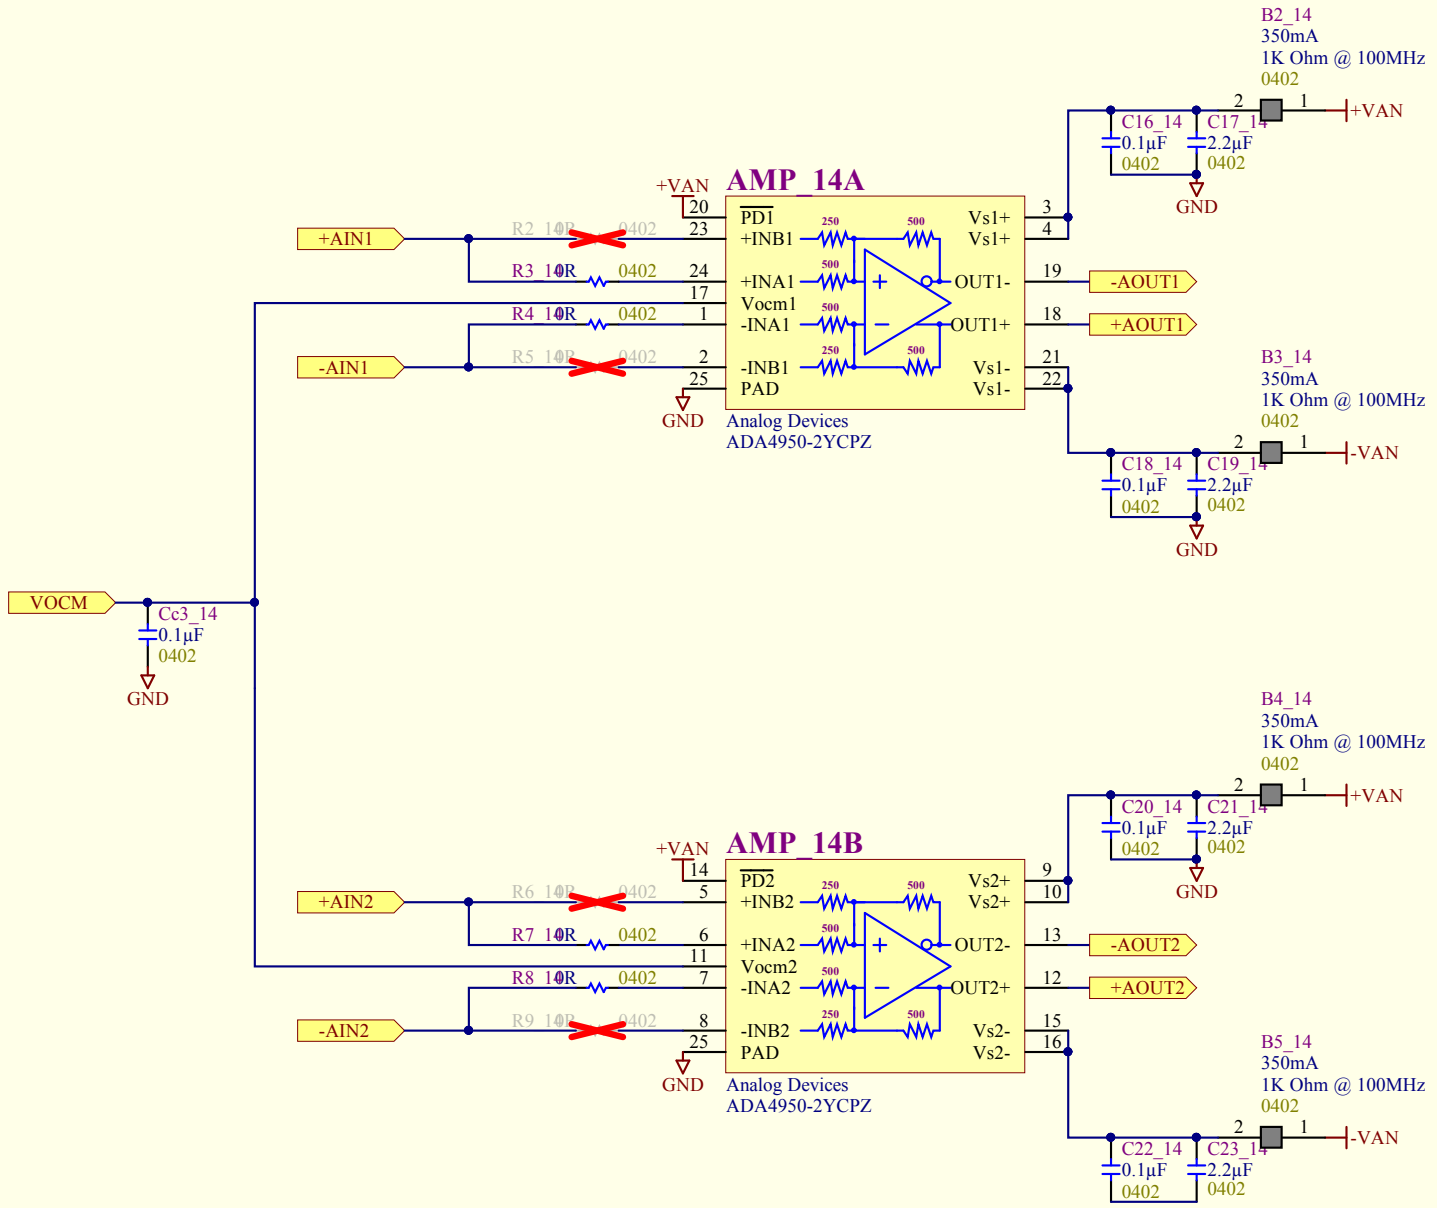 B2_14
350mA
1K Ohm @ 100MHz
0402
2 1
+VAN
C16_14 C17_14
0.1µF 2.2µF
0402 0402
GND
AMP_14A
+VAN
20 PD1 Vs1+ 3
+AIN1 R2_14 0R 0402 23 +INB1 250 500 Vs1+ 4
R3_14 0R 0402 24 +INA1 500 OUT1- 19 -AOUT1
17 Vocm1
R4_14 0R 1 -INA1 500 OUT1+ 18 +AOUT1
0402
-AIN1 R5_14 0R 0402 2 -INB1 250 500 Vs1- 21
25 PAD Vs1- 22
GND
Analog Devices
ADA4950-2YCPZ
B3_14
350mA
1K Ohm @ 100MHz
0402
2 1
-VAN
C18_14 C19_14
0.1µF 2.2µF
0402 0402
GND
VOCM
Cc3_14
0.1µF
0402
GND
B4_14
350mA
1K Ohm @ 100MHz
0402
2 1
+VAN
C20_14 C21_14
0.1µF 2.2µF
0402 0402
GND
AMP_14B
+VAN
14 PD2 Vs2+ 9
+AIN2 R6_14 0R 0402 5 +INB2 250 500 Vs2+ 10
R7_14 0R 0402 6 +INA2 500 OUT2- 13 -AOUT2
11 Vocm2
R8_14 0R 0402 7 -INA2 500 OUT2+ 12 +AOUT2
-AIN2 R9_14 0R 0402 8 -INB2 250 500 Vs2- 15
25 PAD Vs2- 16
GND
Analog Devices
ADA4950-2YCPZ
B5_14
350mA
1K Ohm @ 100MHz
0402
2 1
-VAN
C22_14 C23_14
0.1µF 2.2µF
0402 0402